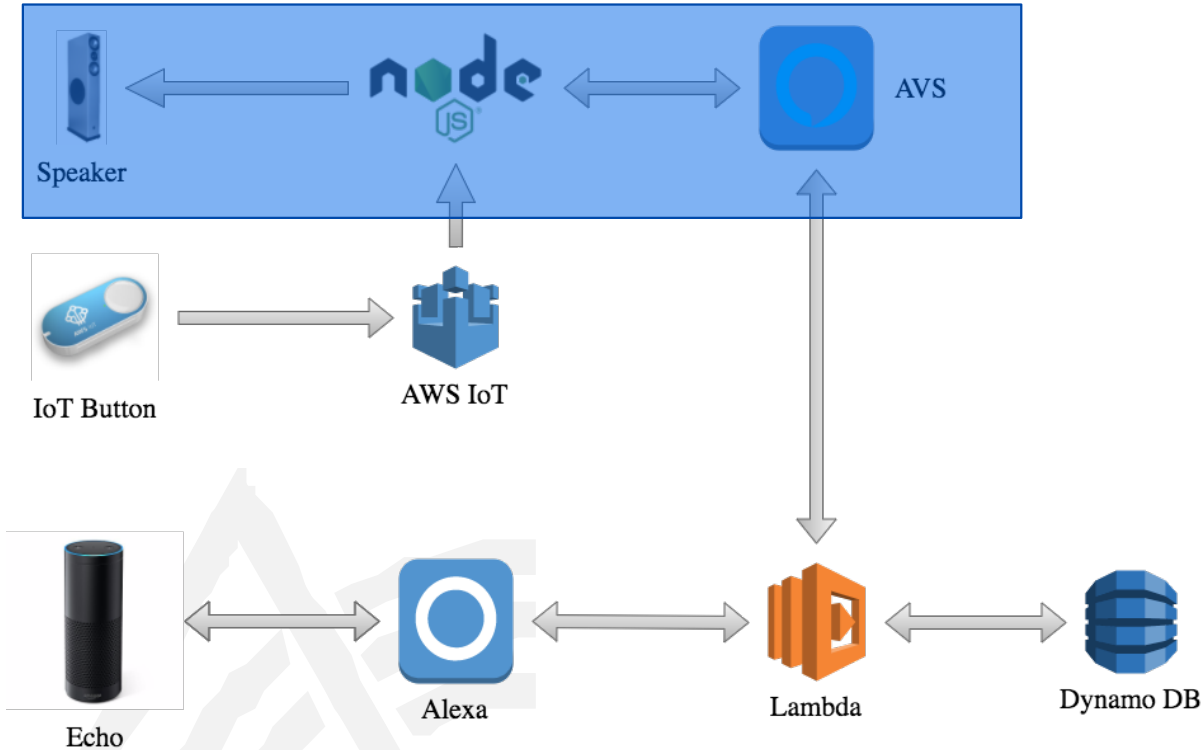 node
JS
AVS
Speaker
AWS IoT
IoT Button
Alexa
Lambda
Dynamo DB
Echo